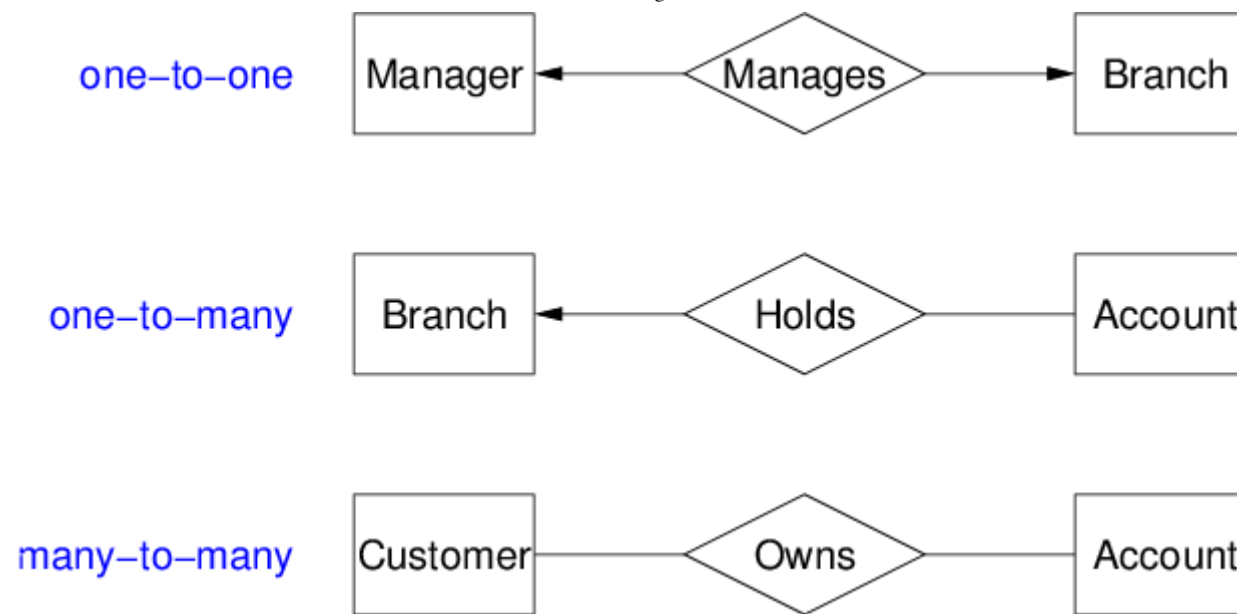 one–to–one Manager Manages Branch
one–to–many Branch Holds Account
many–to–many Customer Owns Account